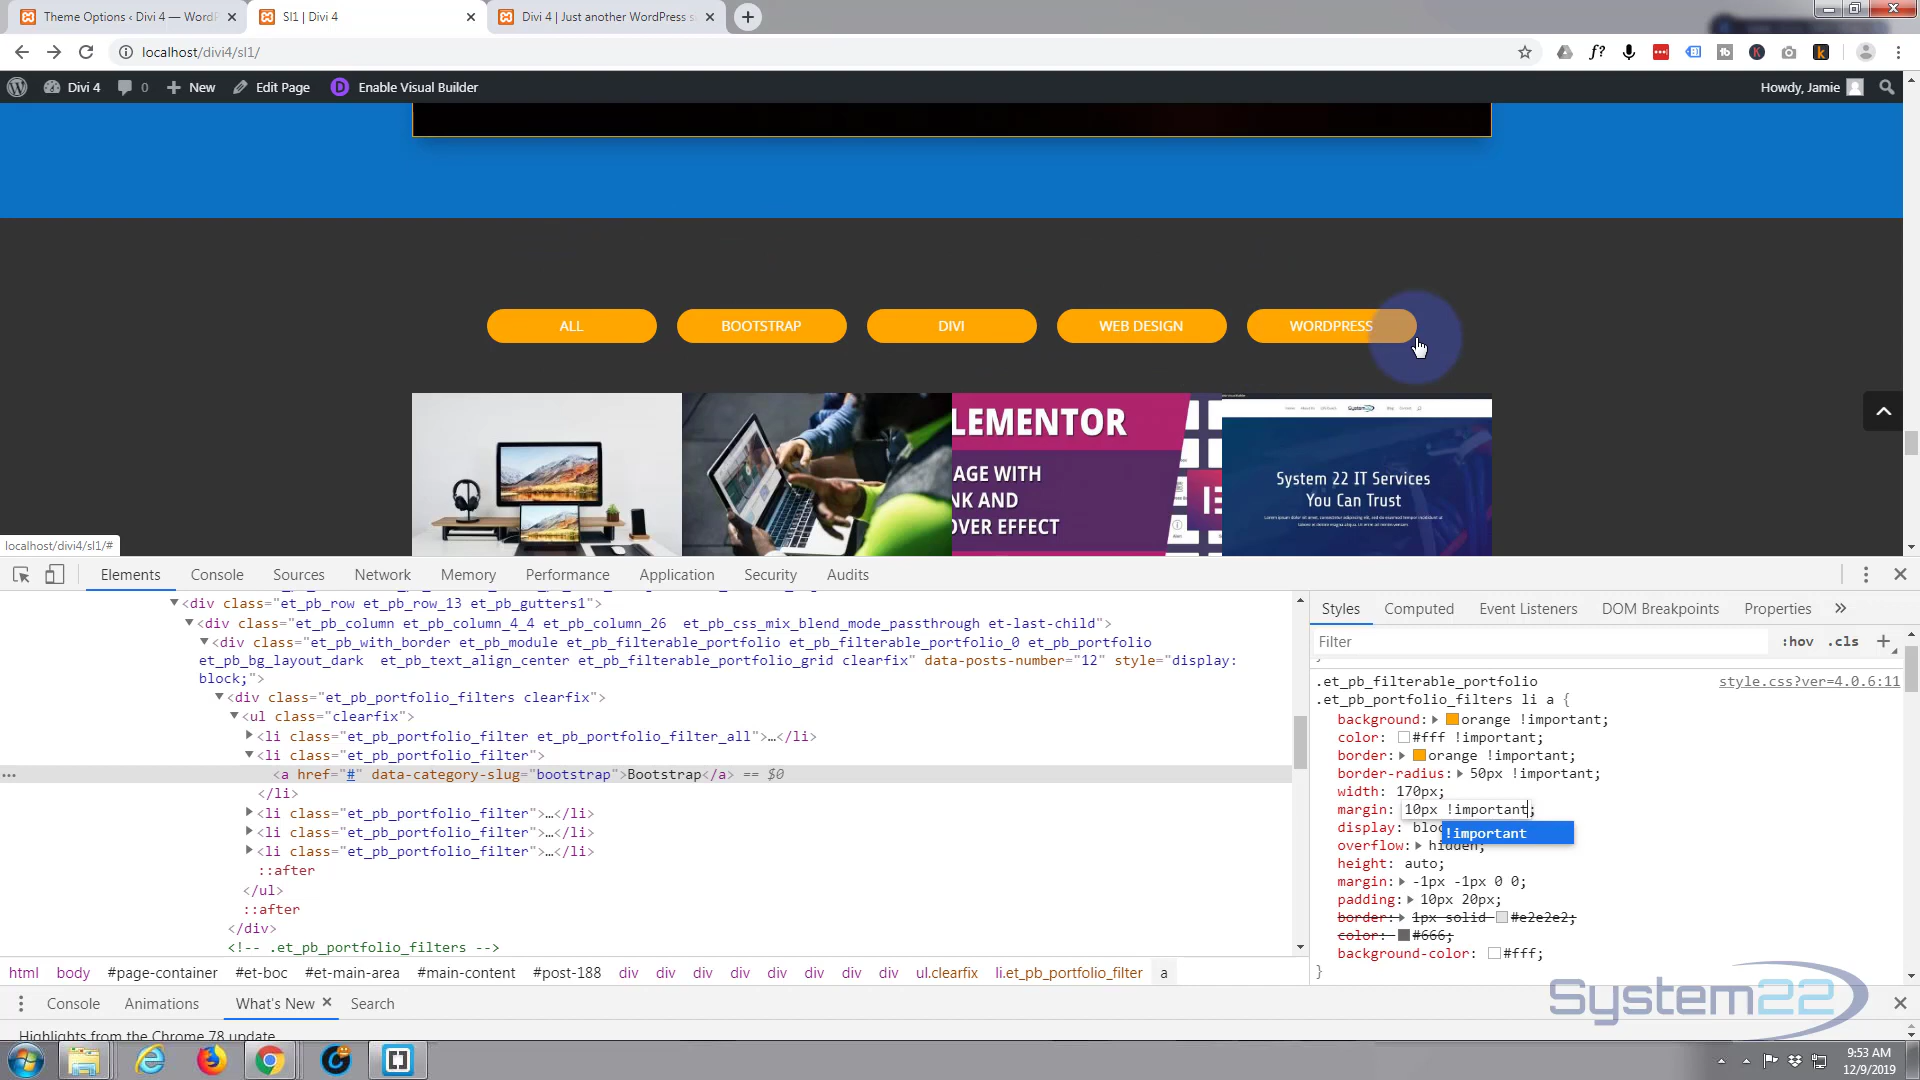 Theme Options ‹ Divi 4 — WordP
Sl1 | Divi 4
Divi 4 | Just another WordPress s
localhost/divi4/sl1/
Divi 4
0
New
Edit Page
Enable Visual Builder
Howdy, Jamie
ALL
BOOTSTRAP
DIVI
WEB DESIGN
WORDPRESS
LEMENTOR
AGE WITH
NK AND
OVER EFFECT
System 22 IT Services
You Can Trust
localhost/divi4/sl1/#
Elements
Console
Sources
Network
Memory
Performance
Application
Security
Audits
<div class="et_pb_row et_pb_row_13 et_pb_gutters1">
<div class="et_pb_column et_pb_column_4_4 et_pb_column_26  et_pb_css_mix_blend_mode_passthrough et-last-child">
<div class="et_pb_with_border et_pb_module et_pb_filterable_portfolio et_pb_filterable_portfolio_0 et_pb_portfolio
et_pb_bg_layout_dark  et_pb_text_align_center et_pb_filterable_portfolio_grid clearfix" data-posts-number="12" style="display:
block;">
<div class="et_pb_portfolio_filters clearfix">
<ul class="clearfix">
<li class="et_pb_portfolio_filter et_pb_portfolio_filter_all">…</li>
<li class="et_pb_portfolio_filter">
<a href="#" data-category-slug="bootstrap">Bootstrap</a> == $0
</li>
<li class="et_pb_portfolio_filter">…</li>
<li class="et_pb_portfolio_filter">…</li>
<li class="et_pb_portfolio_filter">…</li>
::after
</ul>
::after
</div>
<!-- .et_pb_portfolio_filters -->
Styles
Computed
Event Listeners
DOM Breakpoints
Properties
Filter
:hov
.cls
.et_pb_filterable_portfolio
style.css?ver=4.0.6:11
.et_pb_portfolio_filters li a {
background: orange !important;
color: #fff !important;
border: orange !important;
border-radius: 50px !important;
width: 170px;
margin: 10px !important;
display: bloc
!important
overflow: hidden;
height: auto;
margin: -1px -1px 0 0;
padding: 10px 20px;
border: 1px solid #e2e2e2;
color: #666;
background-color: #fff;
}
html
body
#page-container
#et-boc
#et-main-area
#main-content
#post-188
div
div
div
div
div
div
div
div
ul.clearfix
li.et_pb_portfolio_filter
a
Console
Animations
What's New
Search
Highlights from the Chrome 78 update
System22
9:53 AM
12/9/2019